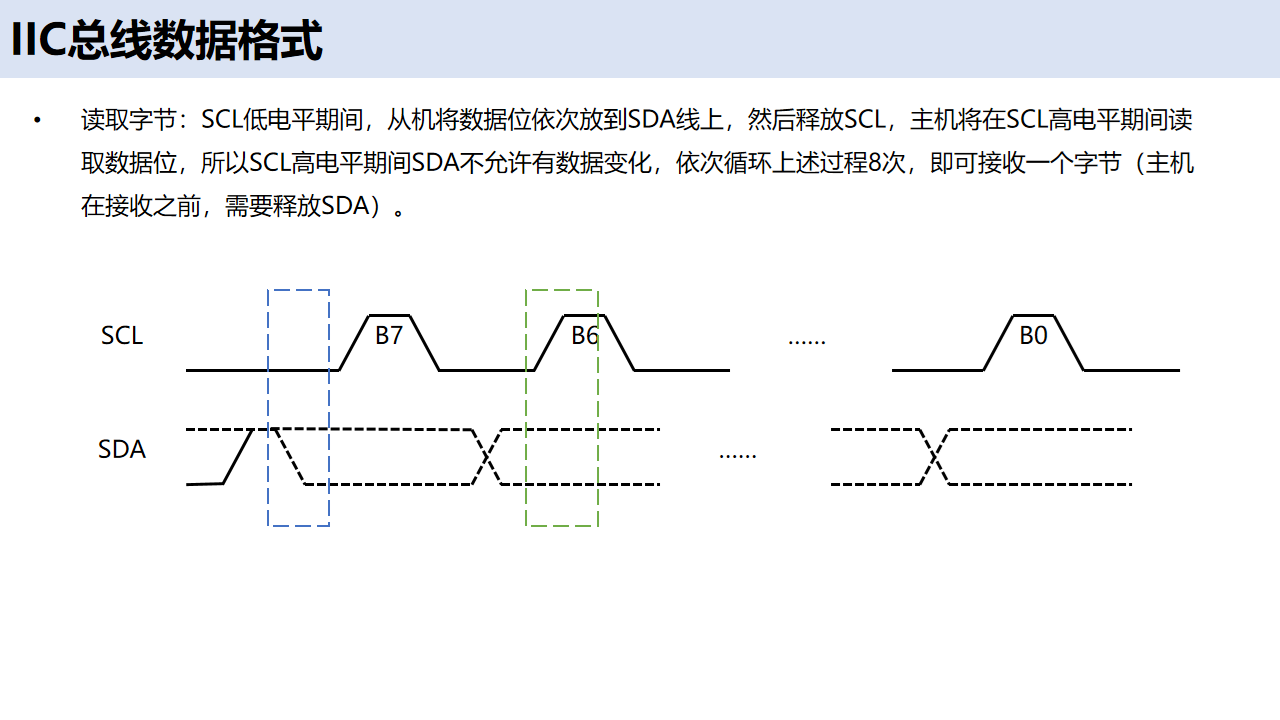 IIC总线数据格式
• 读取字节：SCL低电平期间，从机将数据位依次放到SDA线上，然后释放SCL，主机将在SCL高电平期间读
取数据位，所以SCL高电平期间SDA不允许有数据变化，依次循环上述过程8次，即可接收一个字节（主机
在接收之前，需要释放SDA）。
SCL B7 B6 …… B0
SDA ……